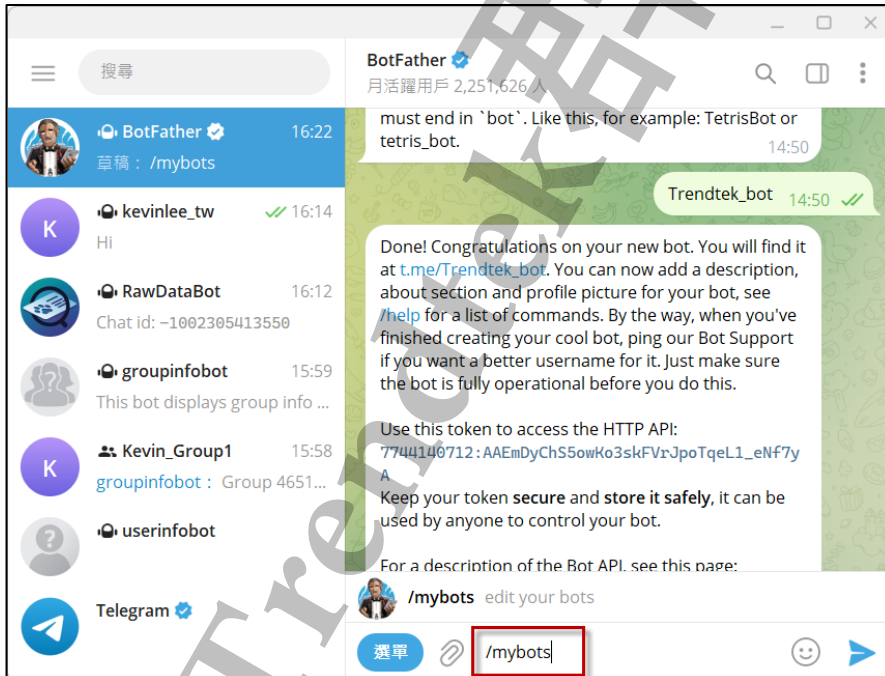 搜尋
BotFather
16:22
草稿： /mybots
kevinlee_tw
16:14
Hi
RawDataBot
16:12
Chat id: −1002305413550
groupinfobot
15:59
This bot displays group info ...
Kevin_Group1
15:58
groupinfobot： Group 4651...
userinfobot
Telegram
BotFather
月活躍用戶 2,251,626 人
must end in `bot`. Like this, for example: TetrisBot or
tetris_bot.
14:50
Trendtek_bot 14:50
Done! Congratulations on your new bot. You will find it
at t.me/Trendtek_bot. You can now add a description,
about section and profile picture for your bot, see
/help for a list of commands. By the way, when you've
finished creating your cool bot, ping our Bot Support
if you want a better username for it. Just make sure
the bot is fully operational before you do this.
Use this token to access the HTTP API:
7744140712:AAEmDyChS5owKo3skFVrJpoTqeL1_eNf7y
A
Keep your token secure and store it safely, it can be
used by anyone to control your bot.
For a description of the Bot API, see this page:
/mybots edit your bots
選單
/mybots
K
K
Trendtek